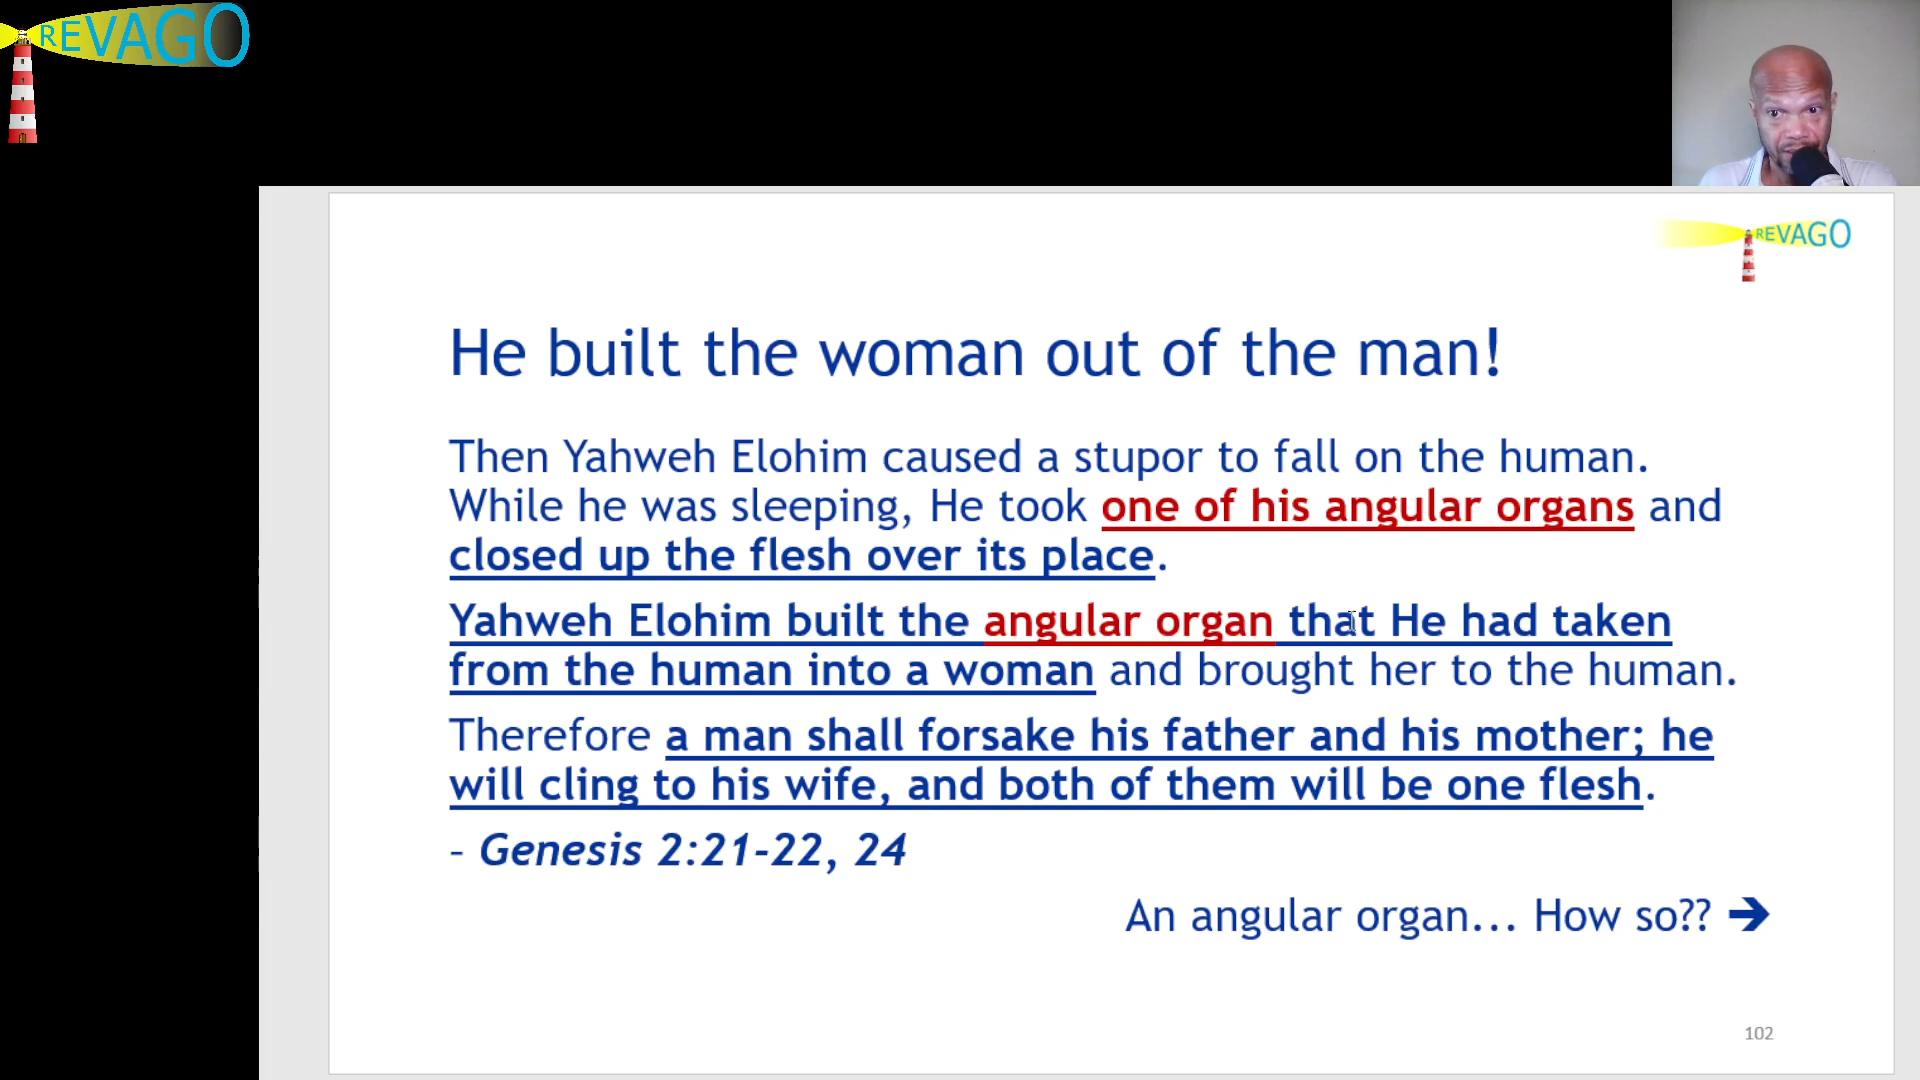 REVAGO
REVAGO
He built the woman out of the man!
Then Yahweh Elohim caused a stupor to fall on the human.
While he was sleeping, He took one of his angular organs and
closed up the flesh over its place.
Yahweh Elohim built the angular organ that He had taken
from the human into a woman and brought her to the human.
Therefore a man shall forsake his father and his mother; he
will cling to his wife, and both of them will be one flesh.
– Genesis 2:21-22, 24
An angular organ... How so?? →
102